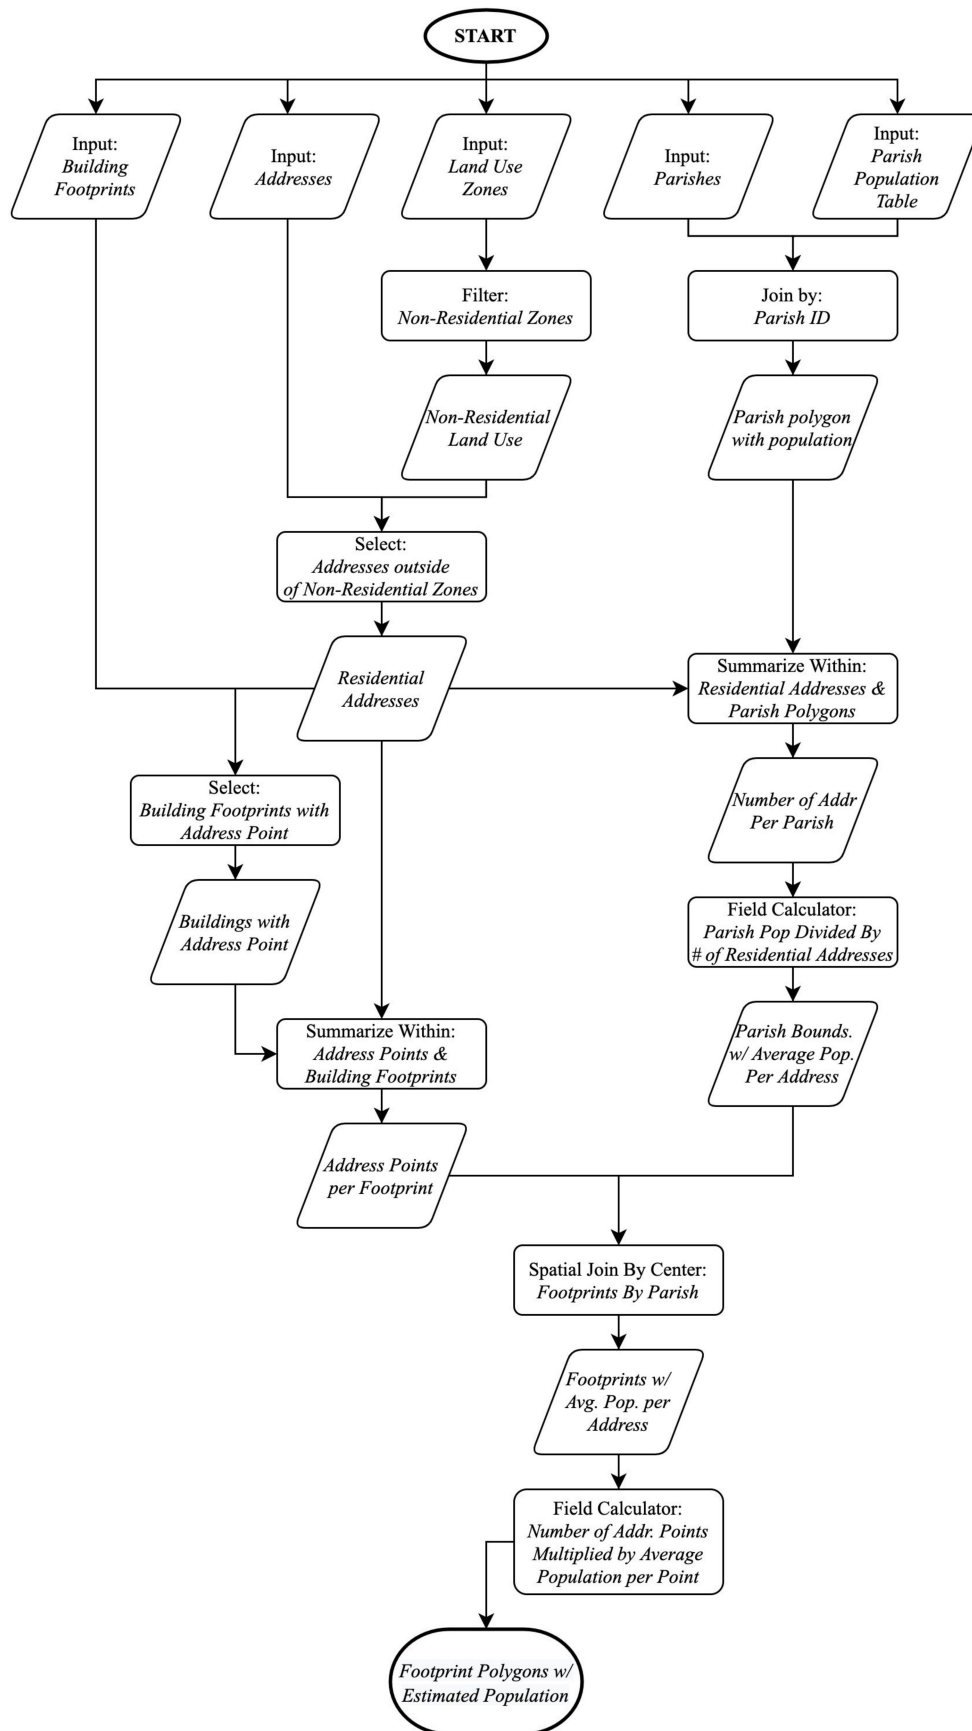 START
Input:
Building
Footprints
Input:
Addresses
Input:
Land Use
Zones
Input:
Parishes
Input:
Parish
Population
Table
Filter:
Non-Residential Zones
Join by:
Parish ID
Non-Residential
Land Use
Parish polygon
with population
Select:
Addresses outside
of Non-Residential Zones
Residential
Addresses
Summarize Within:
Residential Addresses &
Parish Polygons
Select:
Building Footprints with
Address Point
Number of Addr
Per Parish
Buildings with
Address Point
Field Calculator:
Parish Pop Divided By
# of Residential Addresses
Summarize Within:
Address Points &
Building Footprints
Parish Bounds.
w/ Average Pop.
Per Address
Address Points
per Footprint
Spatial Join By Center:
Footprints By Parish
Footprints w/
Avg. Pop. per
Address
Field Calculator:
Number of Addr. Points
Multiplied by Average
Population per Point
Footprint Polygons w/
Estimated Population